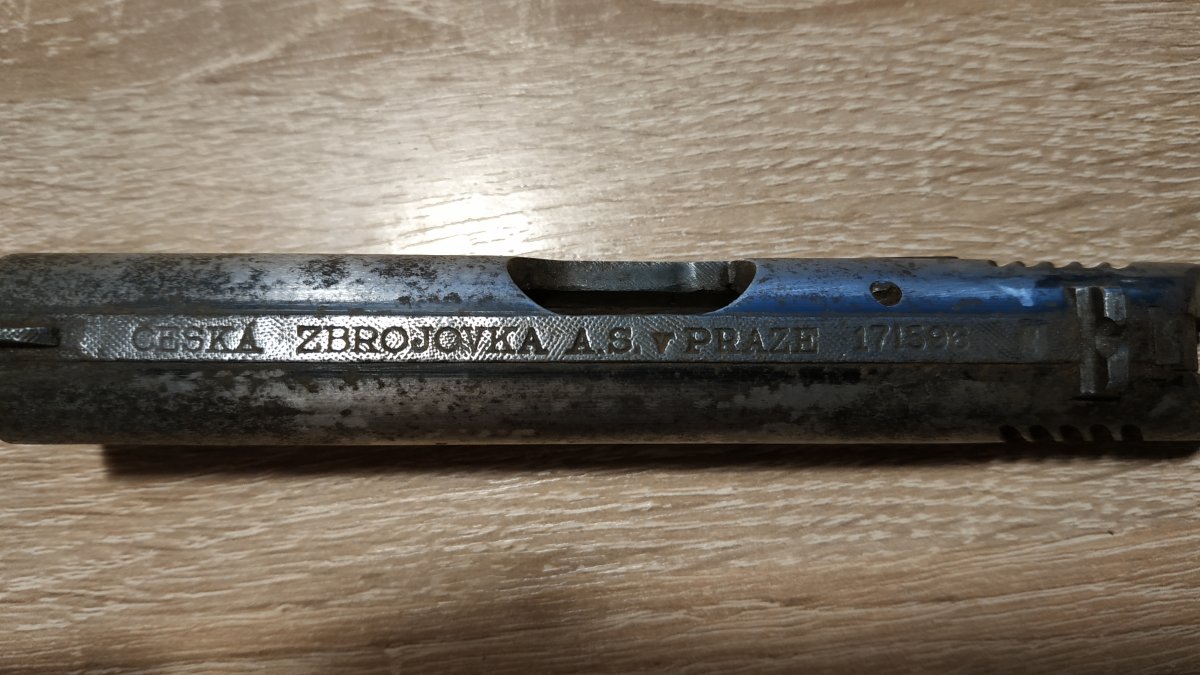 ČESKÁ ZBROJOVKA A.S. V PRAZE 171598